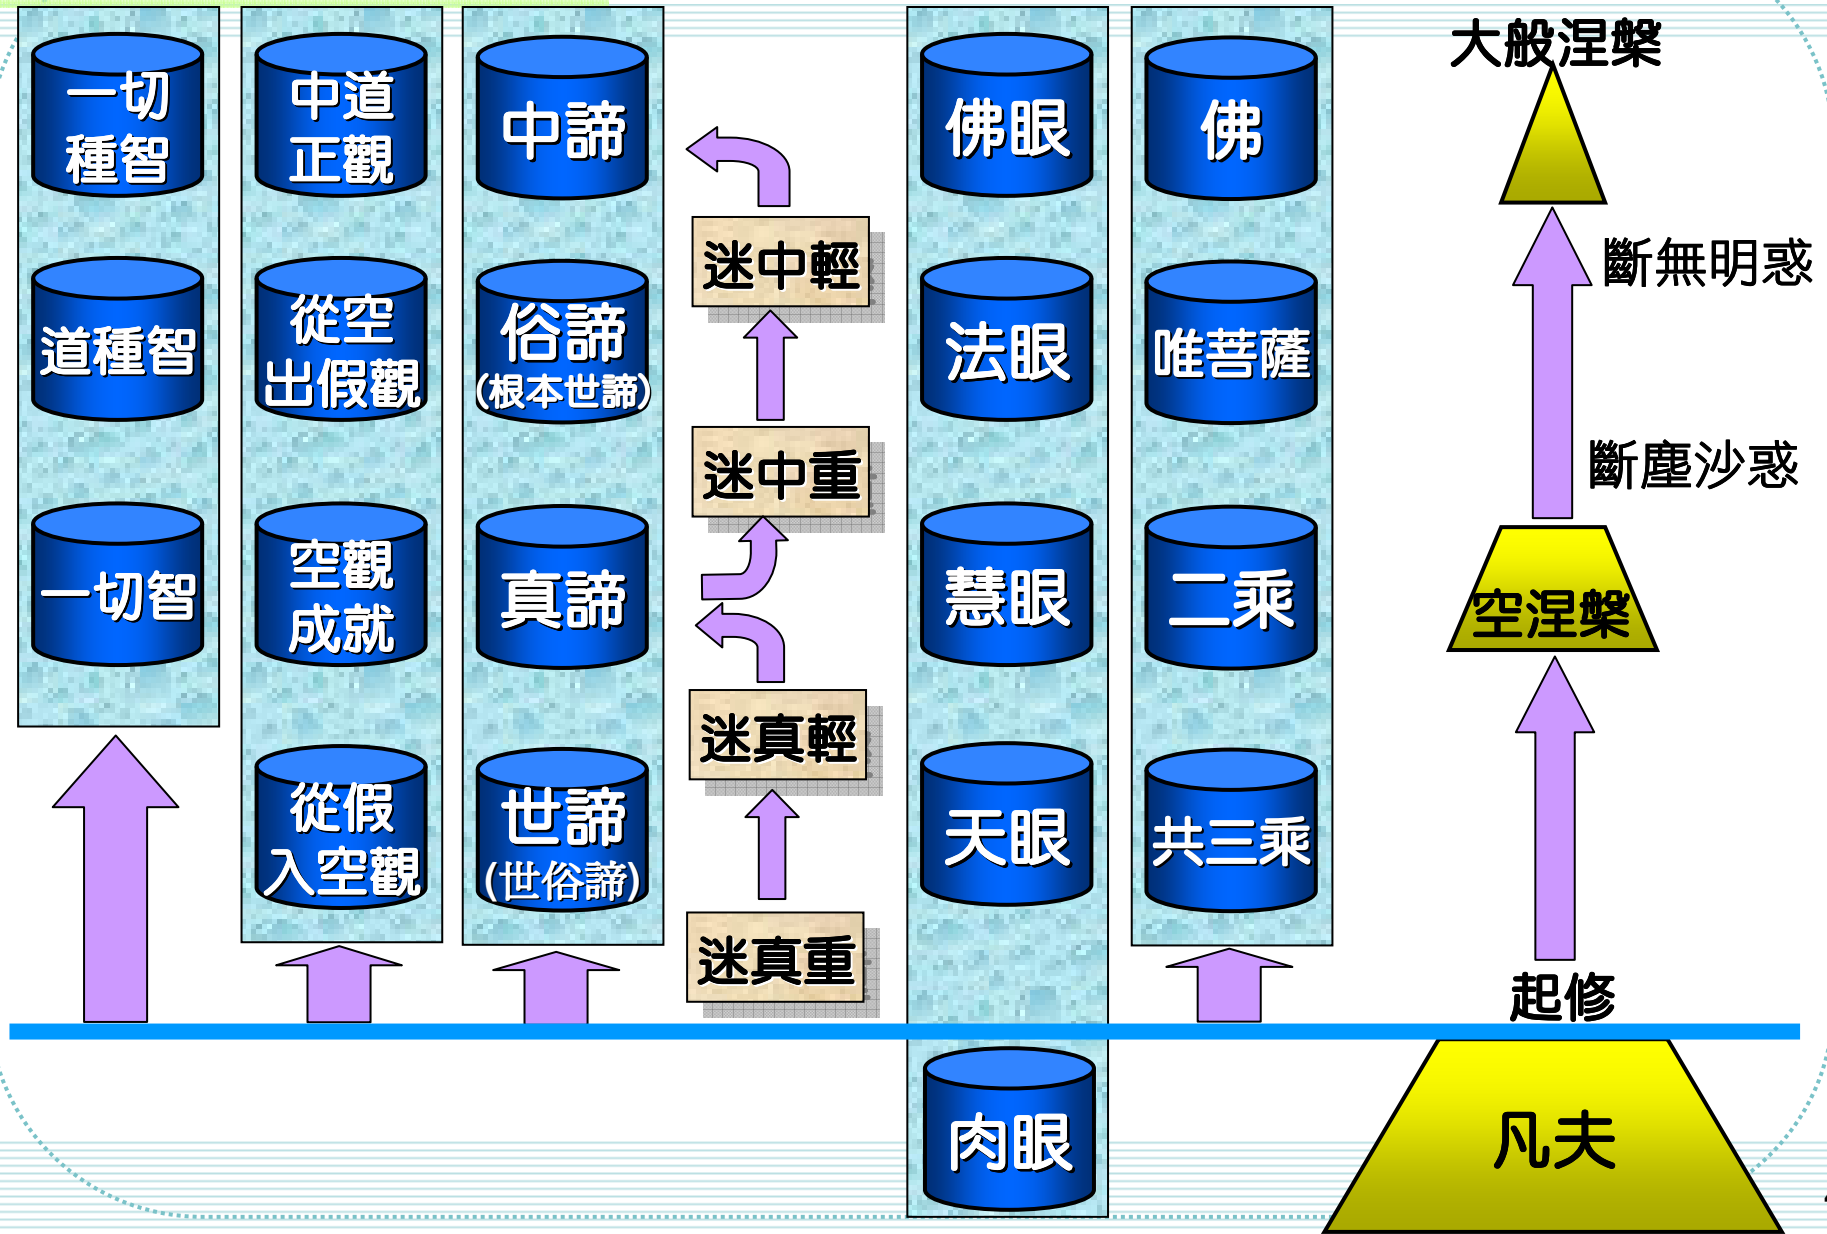 一切
種智
道種智
一切智
中道
正觀
從空
出假觀
空觀
成就
從假
入空觀
中諦
俗諦
(根本世諦)
真諦
世諦
(世俗諦)
迷中輕
迷中重
迷真輕
迷真重
佛眼
法眼
慧眼
天眼
肉眼
佛
唯菩薩
二乘
共三乘
大般涅槃
斷無明惑
斷塵沙惑
空涅槃
起修
凡夫